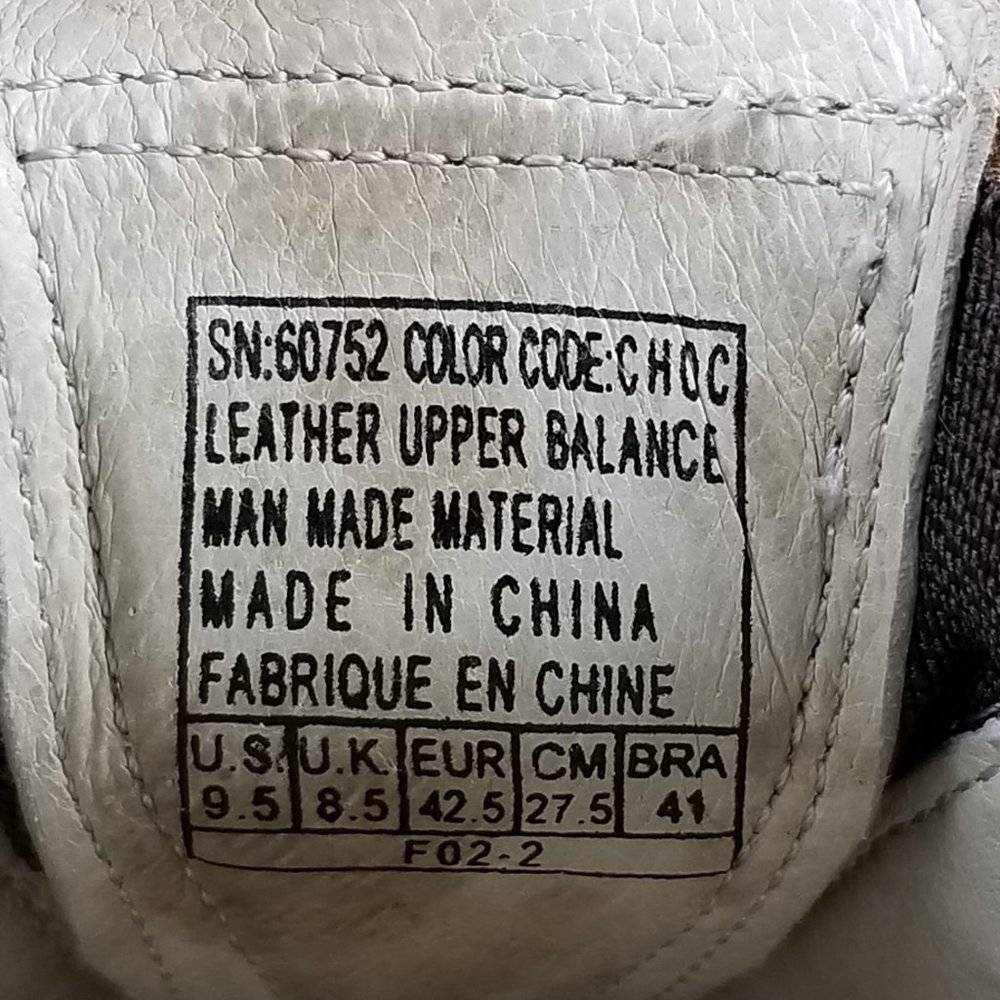 SN:60752 COLOR CODE:CHOC
LEATHER UPPER BALANCE
MAN MADE MATERIAL
MADE IN CHINA
FABRIQUE EN CHINE
U.S. U.K. EUR CM BRA
9.5 8.5 42.5 27.5 41
F02-2